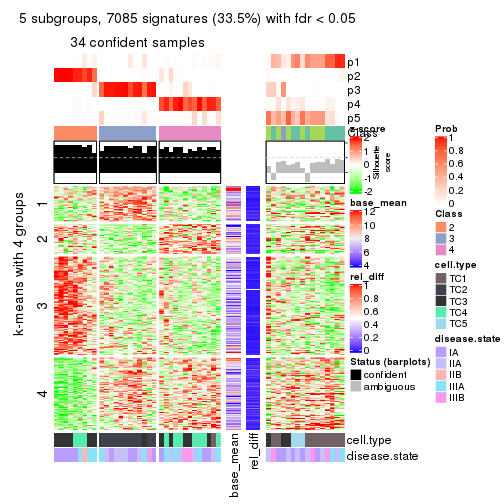 5 subgroups, 7085 signatures (33.5%) with fdr < 0.05
34 confident samples
p1
p2
p3
p4
p5
Class
k-means with 4 groups
1
2
3
4
base_mean
rel_diff
cell.type
disease.state
z-score
2
1
0
-1
-2
Silhouette
score
base_mean
12
10
8
6
4
rel_diff
1
0.8
0.6
0.4
0.2
0
Status (barplots)
confident
ambiguous
Prob
1
0.8
0.6
0.4
0.2
0
Class
2
3
4
cell.type
TC1
TC2
TC3
TC4
TC5
disease.state
IA
IIA
IIB
IIIA
IIIB